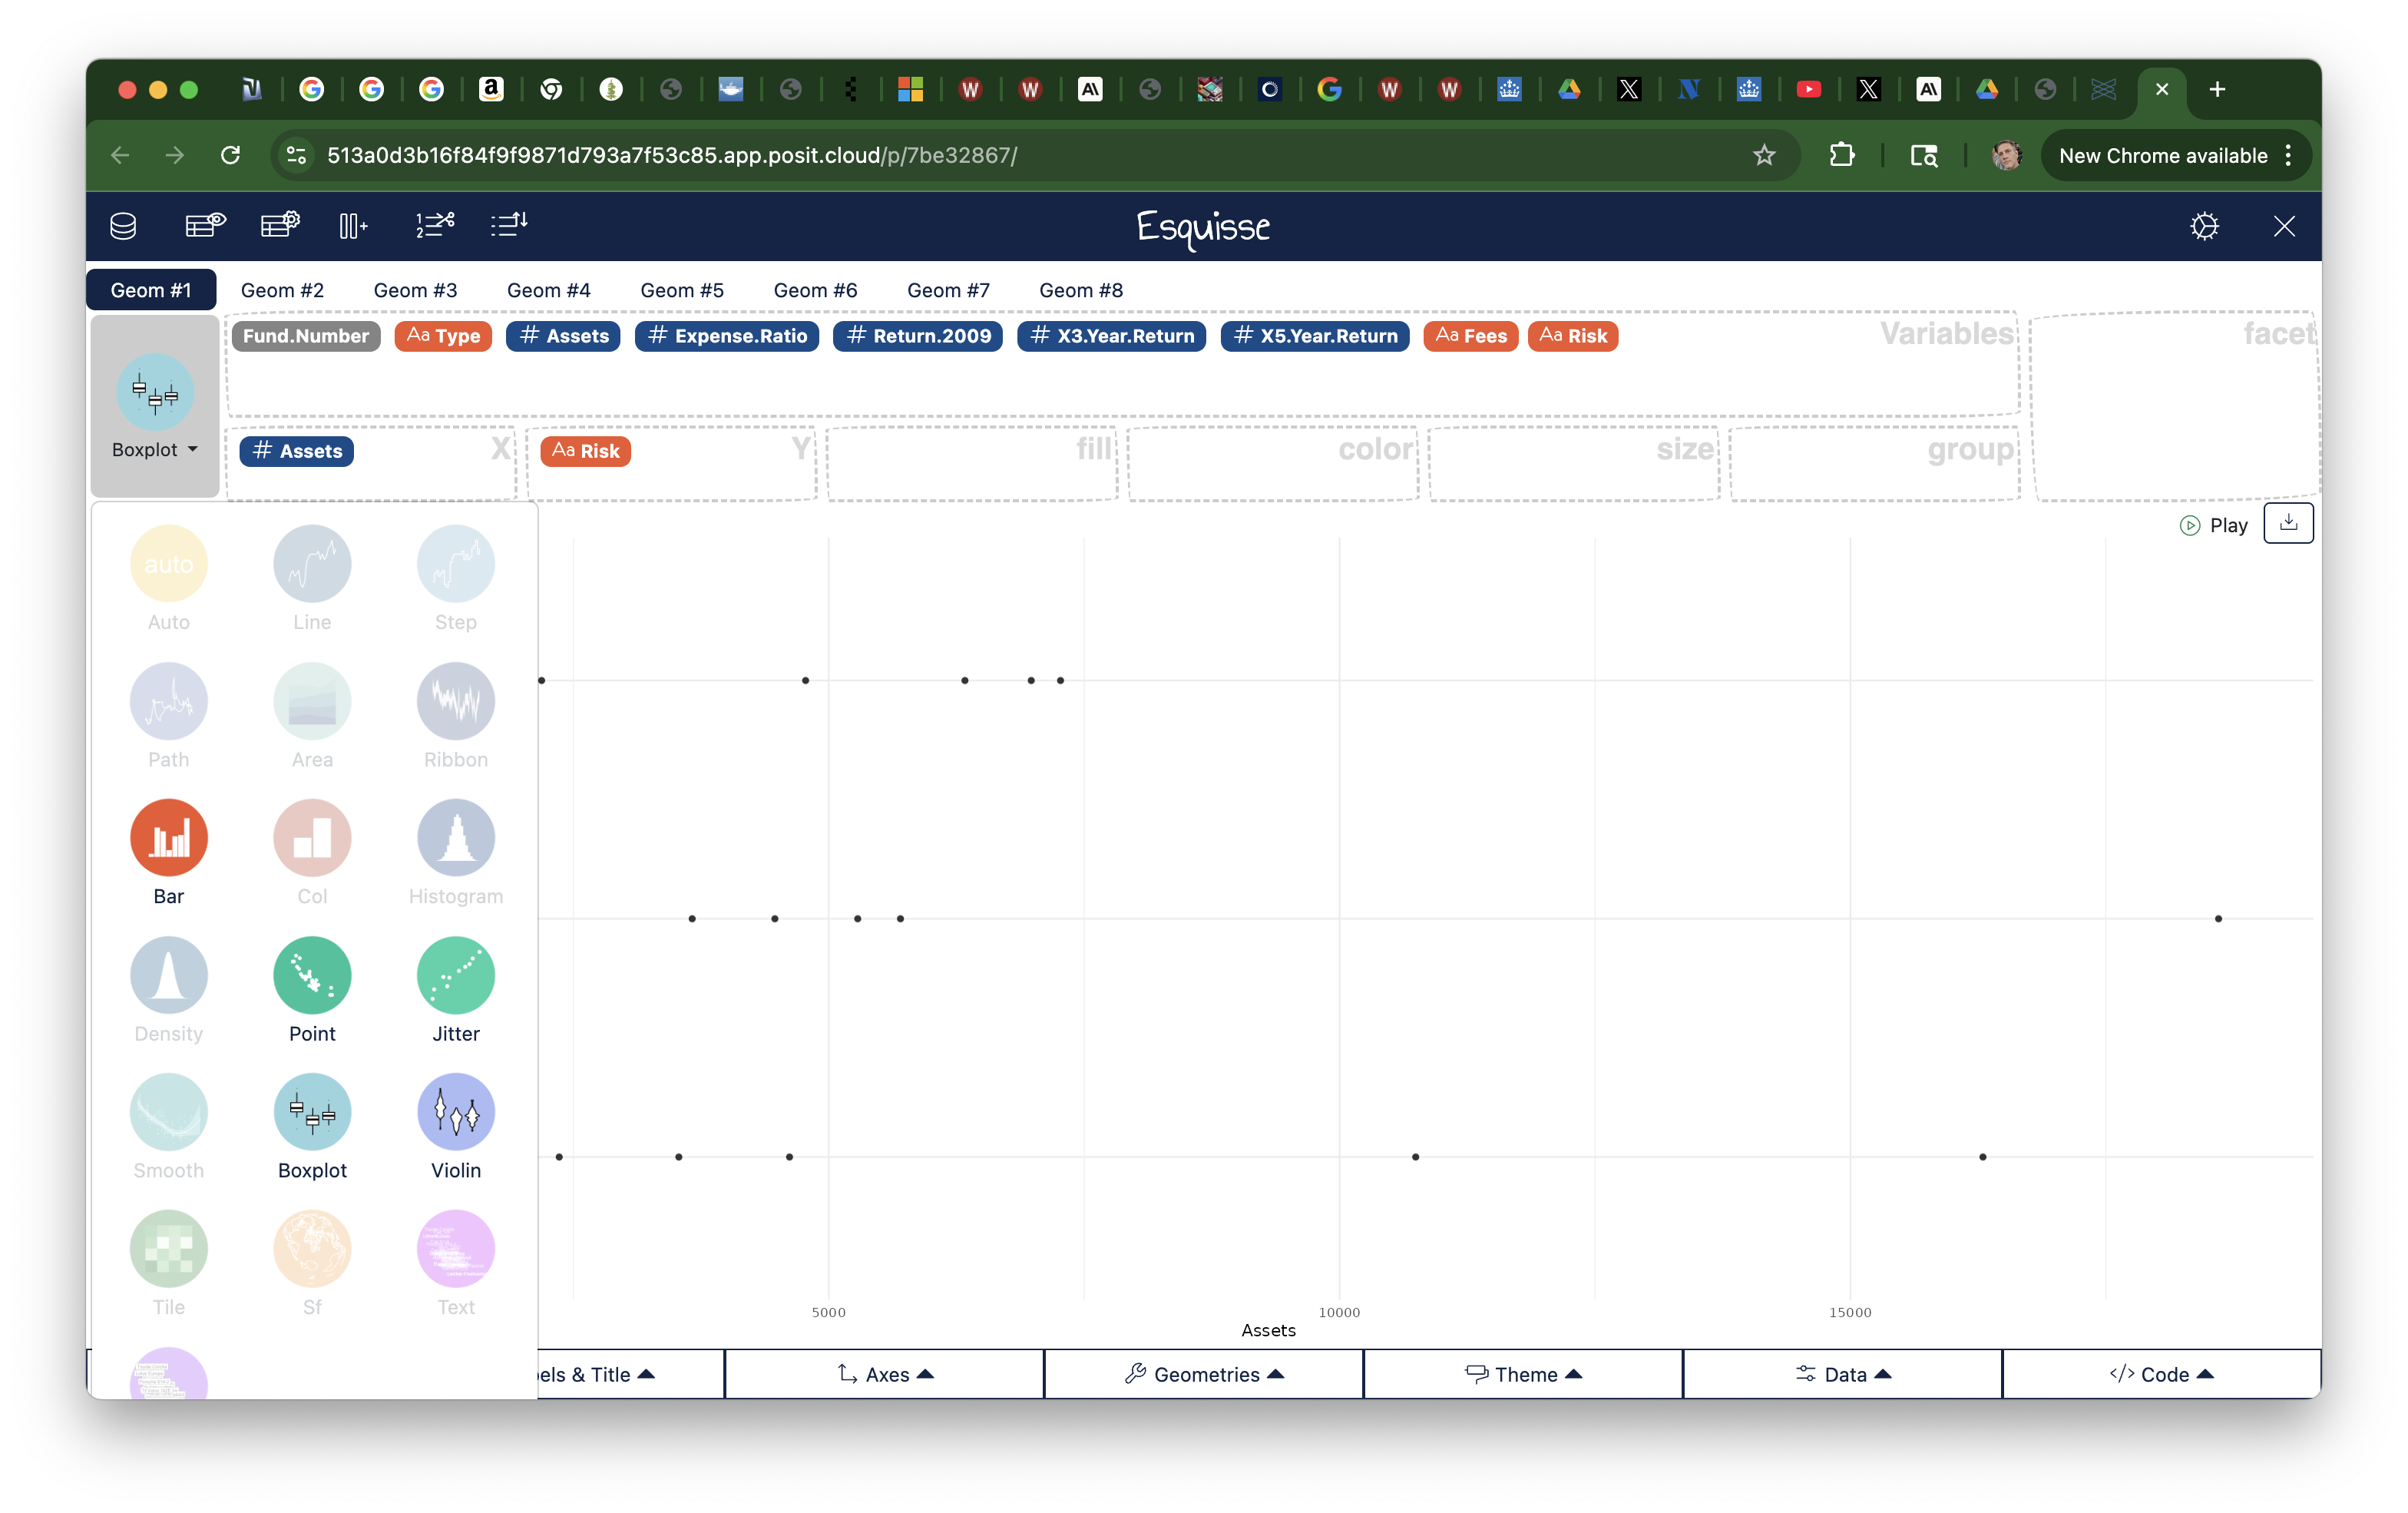 513a0d3b16f84f9f9871d793a7f53c85.app.posit.cloud/p/7be32867/
New Chrome available
Esquisse
Geom #1 Geom #2 Geom #3 Geom #4 Geom #5 Geom #6 Geom #7 Geom #8
Fund.Number Aa Type # Assets # Expense.Ratio # Return.2009 # X3.Year.Return # X5.Year.Return Aa Fees Aa Risk Variables facet
Boxplot
# Assets X Aa Risk Y fill color size group
Play
auto
Auto Line Step
Path Area Ribbon
Bar Col Histogram
Density Point Jitter
Smooth Boxplot Violin
Tile Sf Text
5000 10000 15000
Assets
els & Title Axes Geometries Theme Data </> Code